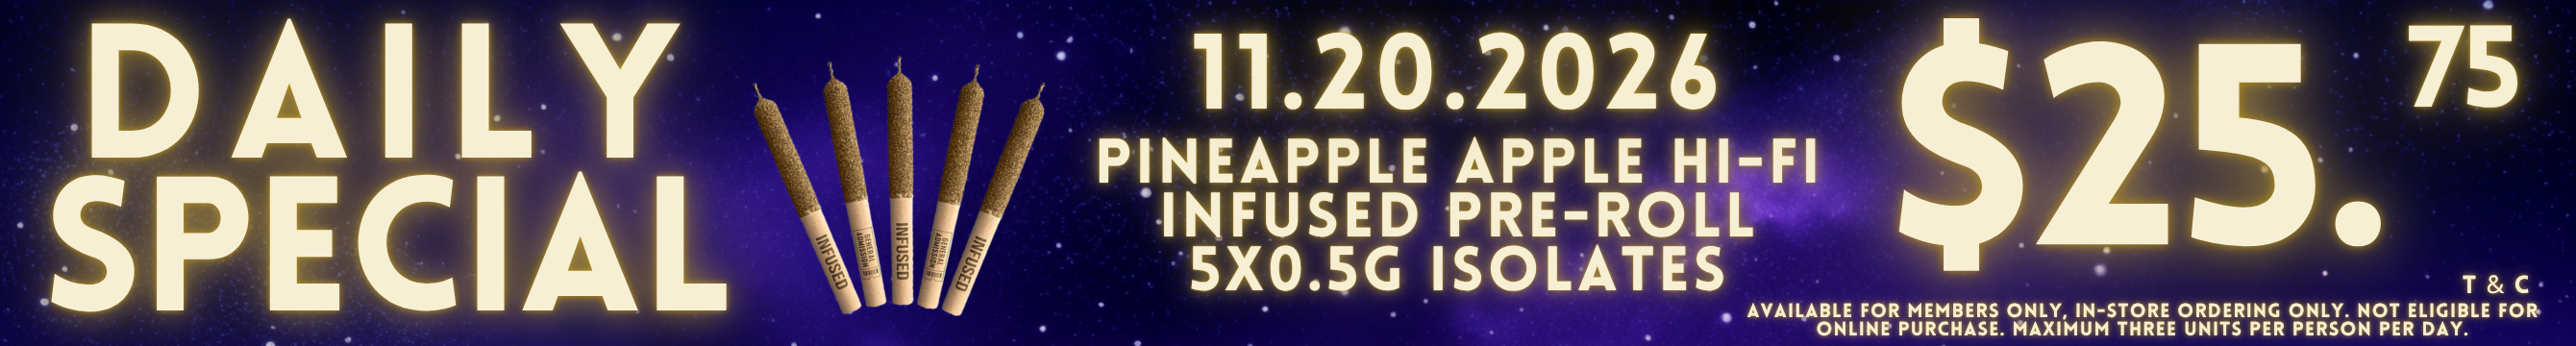 DAILY
SPECIAL
INFUSED
GENERAL
ADMISSION
INFUSED
GENERAL
ADMISSION
INFUSED
11.20.2026
PINEAPPLE APPLE HI-FI
INFUSED PRE-ROLL
5X0.5G ISOLATES
$25.75
T & C
AVAILABLE FOR MEMBERS ONLY, IN-STORE ORDERING ONLY. NOT ELIGIBLE FOR
ONLINE PURCHASE. MAXIMUM THREE UNITS PER PERSON PER DAY.